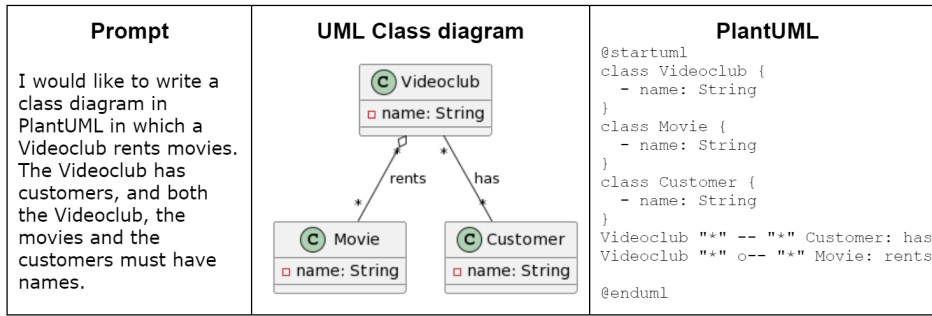 Prompt
I would like to write a
class diagram in
PlantUML in which a
Videoclub rents movies.
The Videoclub has
customers, and both
the Videoclub, the
movies and the
customers must have
names.
UML Class diagram
C Videoclub
name: String
* *
rents has
* *
C Movie
name: String
C Customer
name: String
PlantUML
@startuml
class Videoclub {
- name: String
}
class Movie {
- name: String
}
class Customer {
- name: String
}
Videoclub "*" -- "*" Customer: has
Videoclub "*" o-- "*" Movie: rents
@enduml